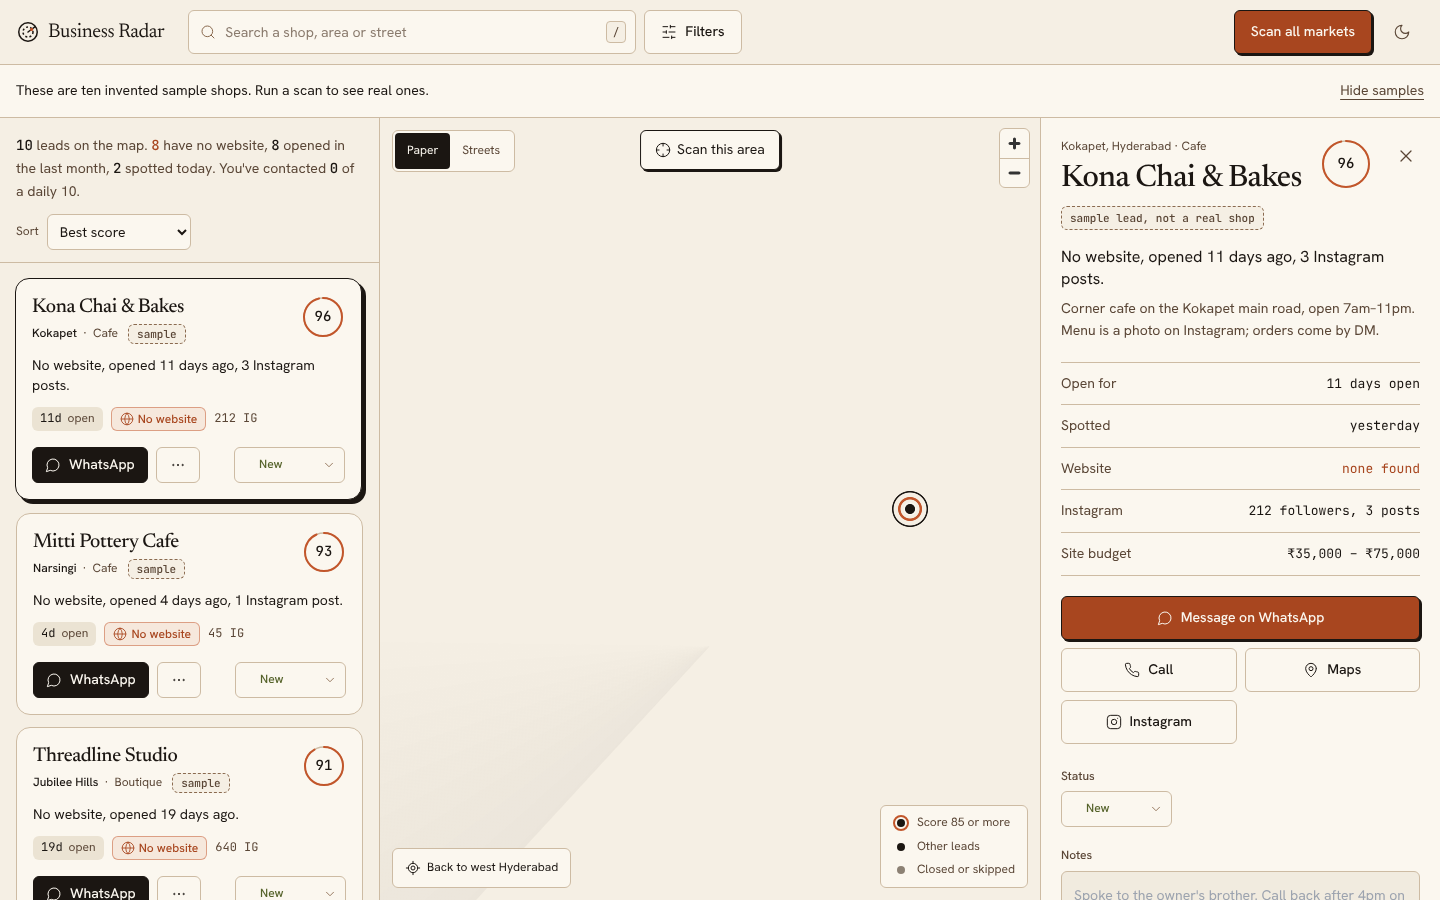 Business Radar
Search a shop, area or street
/
Filters
Scan all markets
These are ten invented sample shops. Run a scan to see real ones.
Hide samples
10 leads on the map. 8 have no website, 8 opened in
the last month, 2 spotted today. You've contacted 0 of
a daily 10.
Sort
Best score
Kona Chai & Bakes
96
Kokapet · Cafe
sample
No website, opened 11 days ago, 3 Instagram
posts.
11d open
No website
212 IG
WhatsApp
New
Mitti Pottery Cafe
93
Narsingi · Cafe
sample
No website, opened 4 days ago, 1 Instagram post.
4d open
No website
45 IG
WhatsApp
New
Threadline Studio
91
Jubilee Hills · Boutique
sample
No website, opened 19 days ago.
19d open
No website
640 IG
WhatsApp
New
Paper
Streets
Scan this area
+
−
Back to west Hyderabad
Score 85 or more
Other leads
Closed or skipped
Kokapet, Hyderabad · Cafe
Kona Chai & Bakes
96
sample lead, not a real shop
No website, opened 11 days ago, 3 Instagram
posts.
Corner cafe on the Kokapet main road, open 7am–11pm.
Menu is a photo on Instagram; orders come by DM.
Open for
11 days open
Spotted
yesterday
Website
none found
Instagram
212 followers, 3 posts
Site budget
₹35,000 – ₹75,000
Message on WhatsApp
Call
Maps
Instagram
Status
New
Notes
Spoke to the owner's brother. Call back after 4pm on